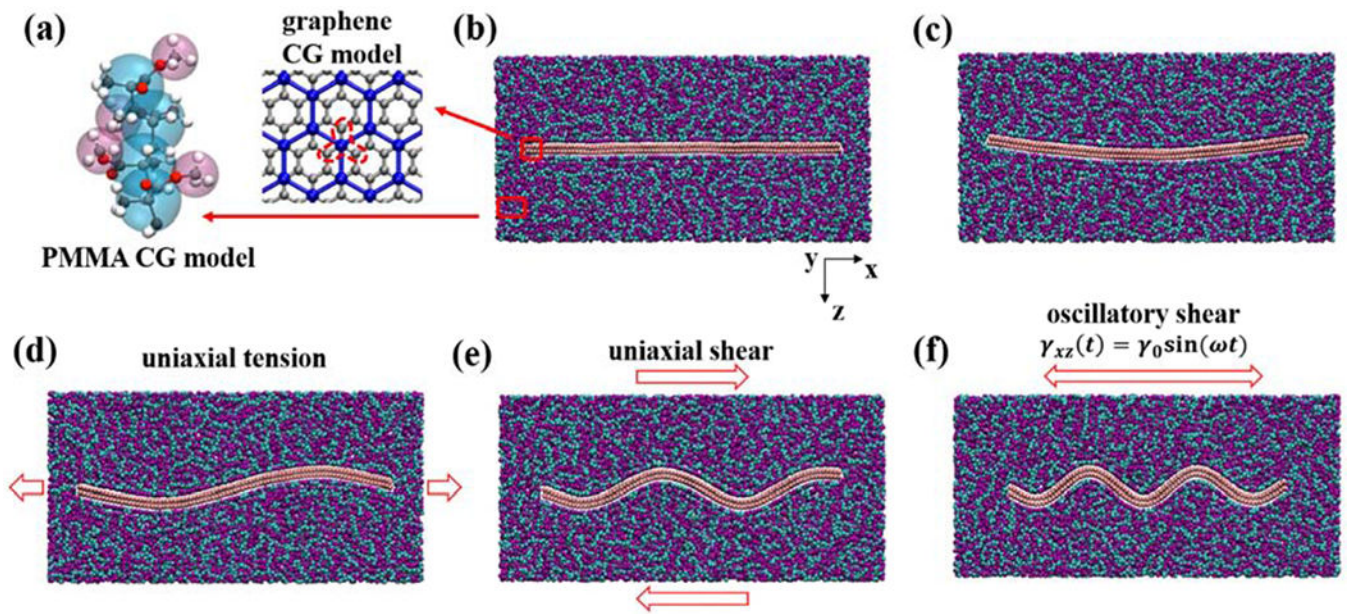 (a)
graphene
CG model
PMMA CG model
(b)
y
x
z
(c)
(d)
uniaxial tension
(e)
uniaxial shear
(f)
oscillatory shear
γxz(t) = γ0sin(ωt)